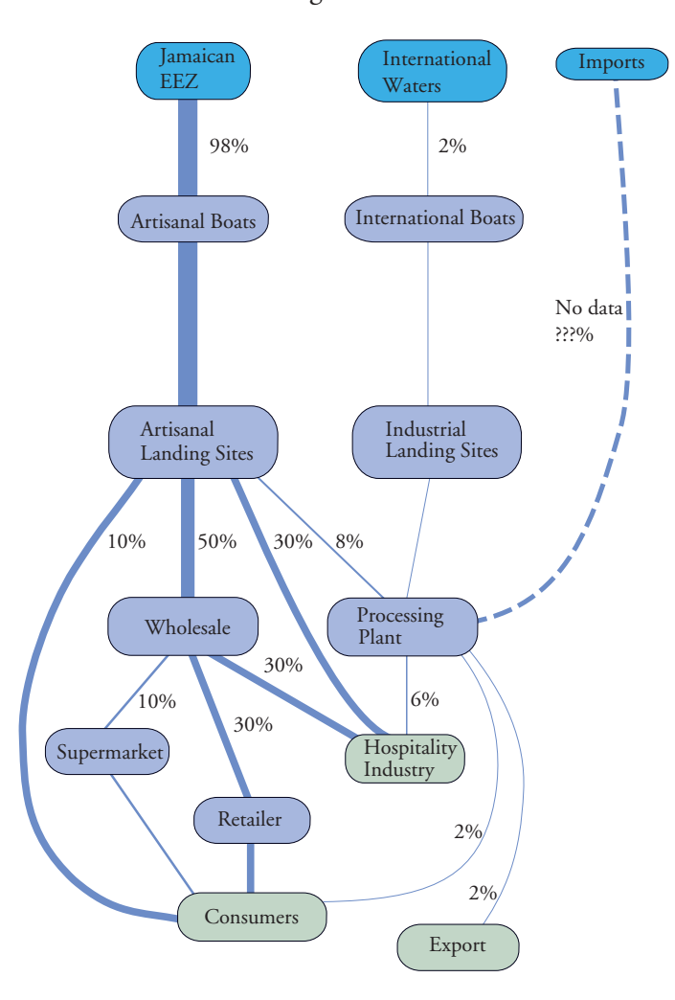 Jamaican
EEZ
International
Waters
Imports
98%
2%
Artisanal Boats
International Boats
No data
???%
Artisanal
Landing Sites
Industrial
Landing Sites
10%
50%
30%
8%
Wholesale
Processing
Plant
30%
10%
30%
6%
Supermarket
Hospitality
Industry
Retailer
2%
2%
Consumers
Export